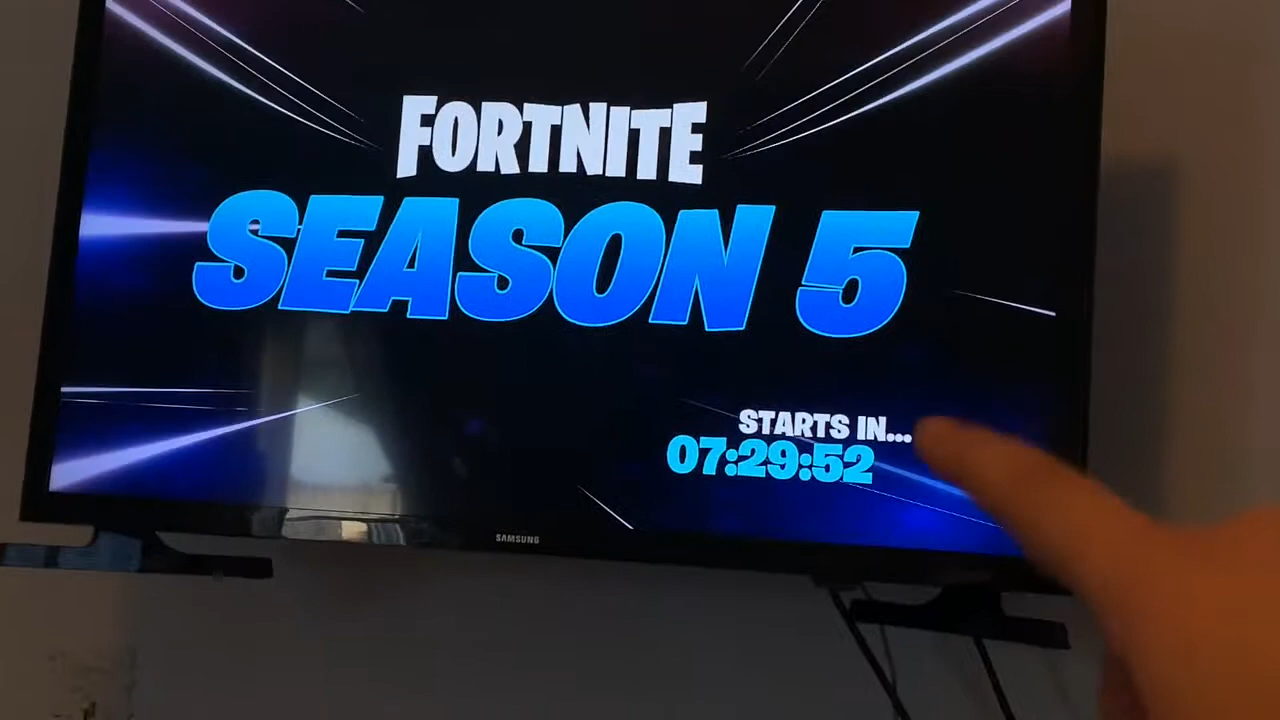 FORTNITE
SEASON 5
STARTS IN...
07:29:52
SAMSUNG